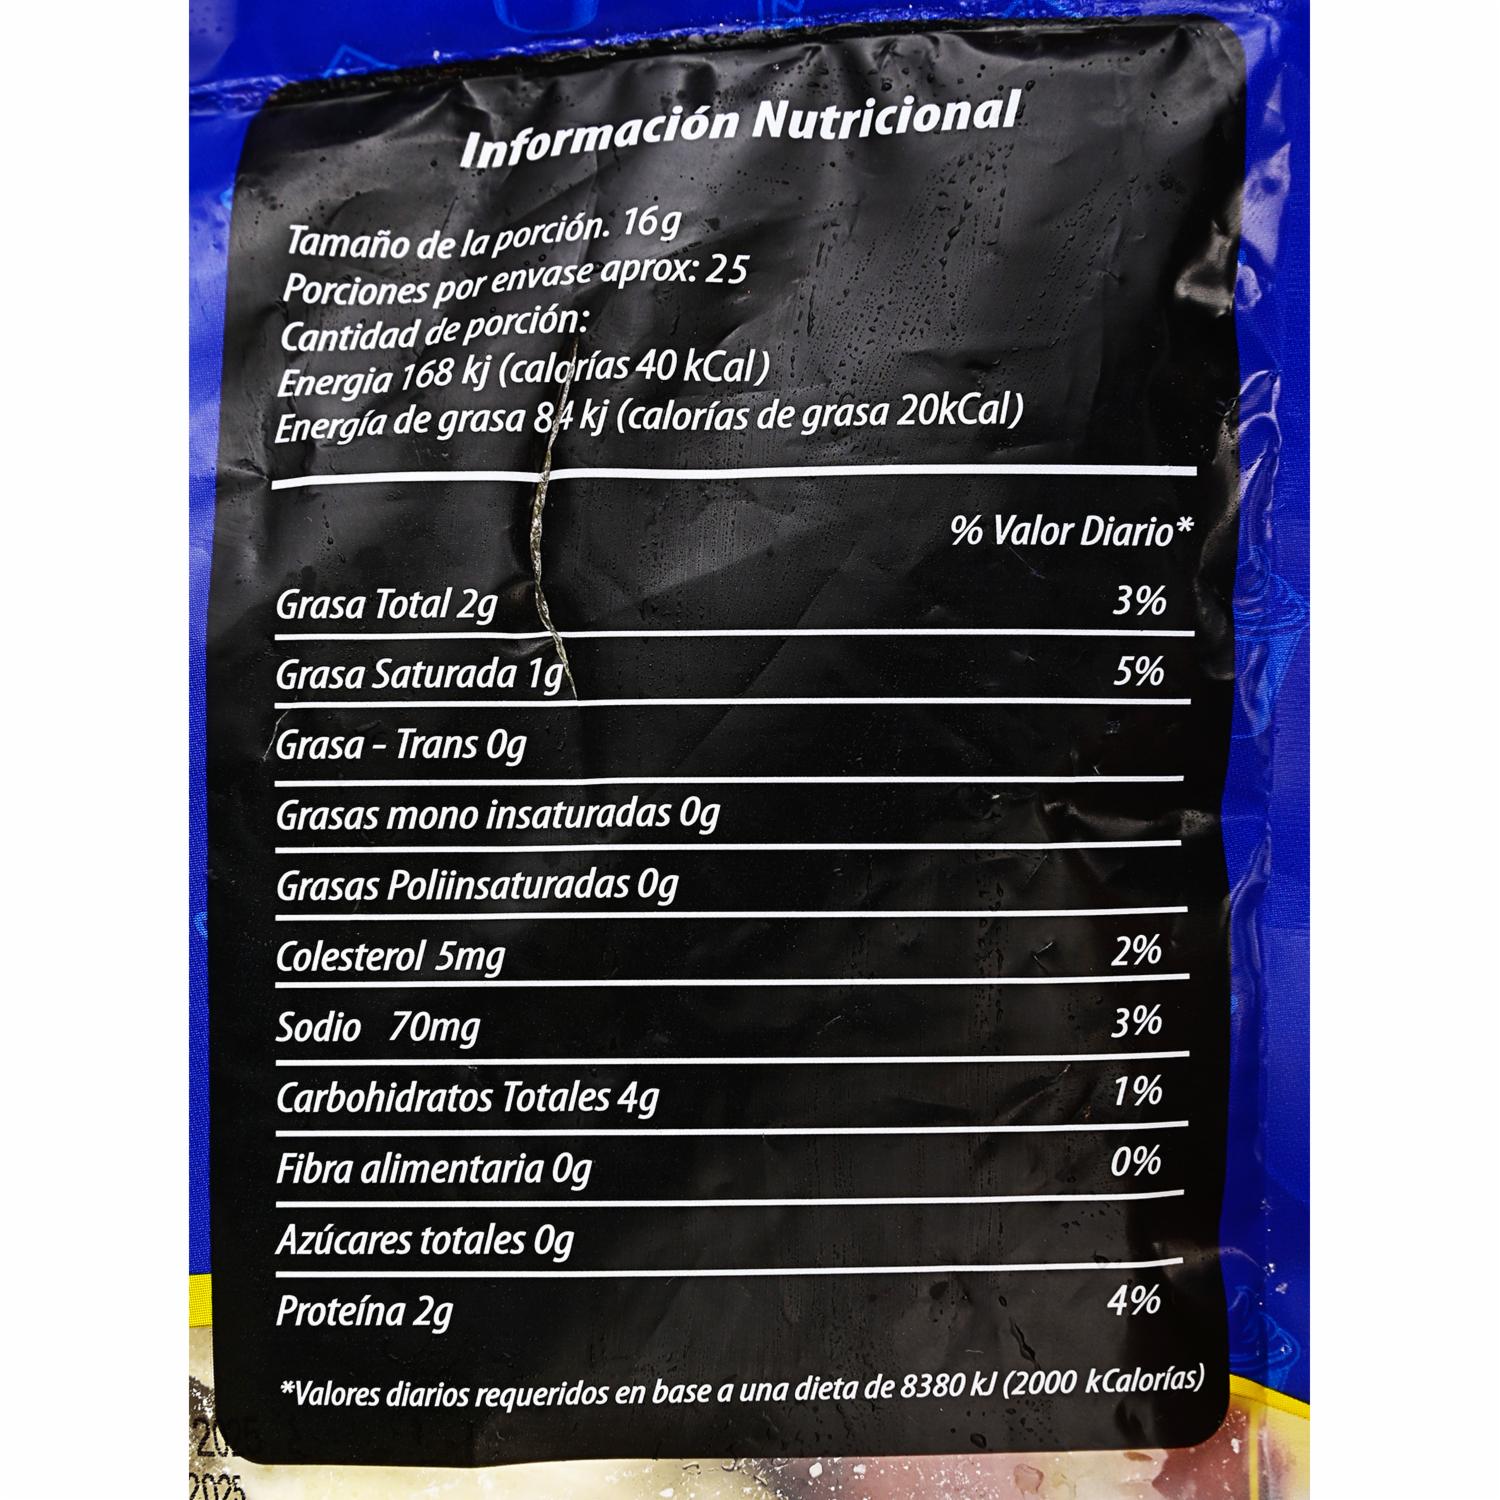 Información Nutricional
Tamaño de la porción. 16g
Porciones por envase aprox: 25
Cantidad de porción:
Energia 168 kj (calorías 40 kCal)
Energía de grasa 84 kj (calorías de grasa 20kCal)
% Valor Diario*
Grasa Total 2g 3%
Grasa Saturada 1g 5%
Grasa - Trans 0g
Grasas mono insaturadas 0g
Grasas Poliinsaturadas 0g
Colesterol 5mg 2%
Sodio 70mg 3%
Carbohidratos Totales 4g 1%
Fibra alimentaria 0g 0%
Azúcares totales 0g
Proteína 2g 4%
*Valores diarios requeridos en base a una dieta de 8380 kJ (2000 kCalorías)
2025
2025